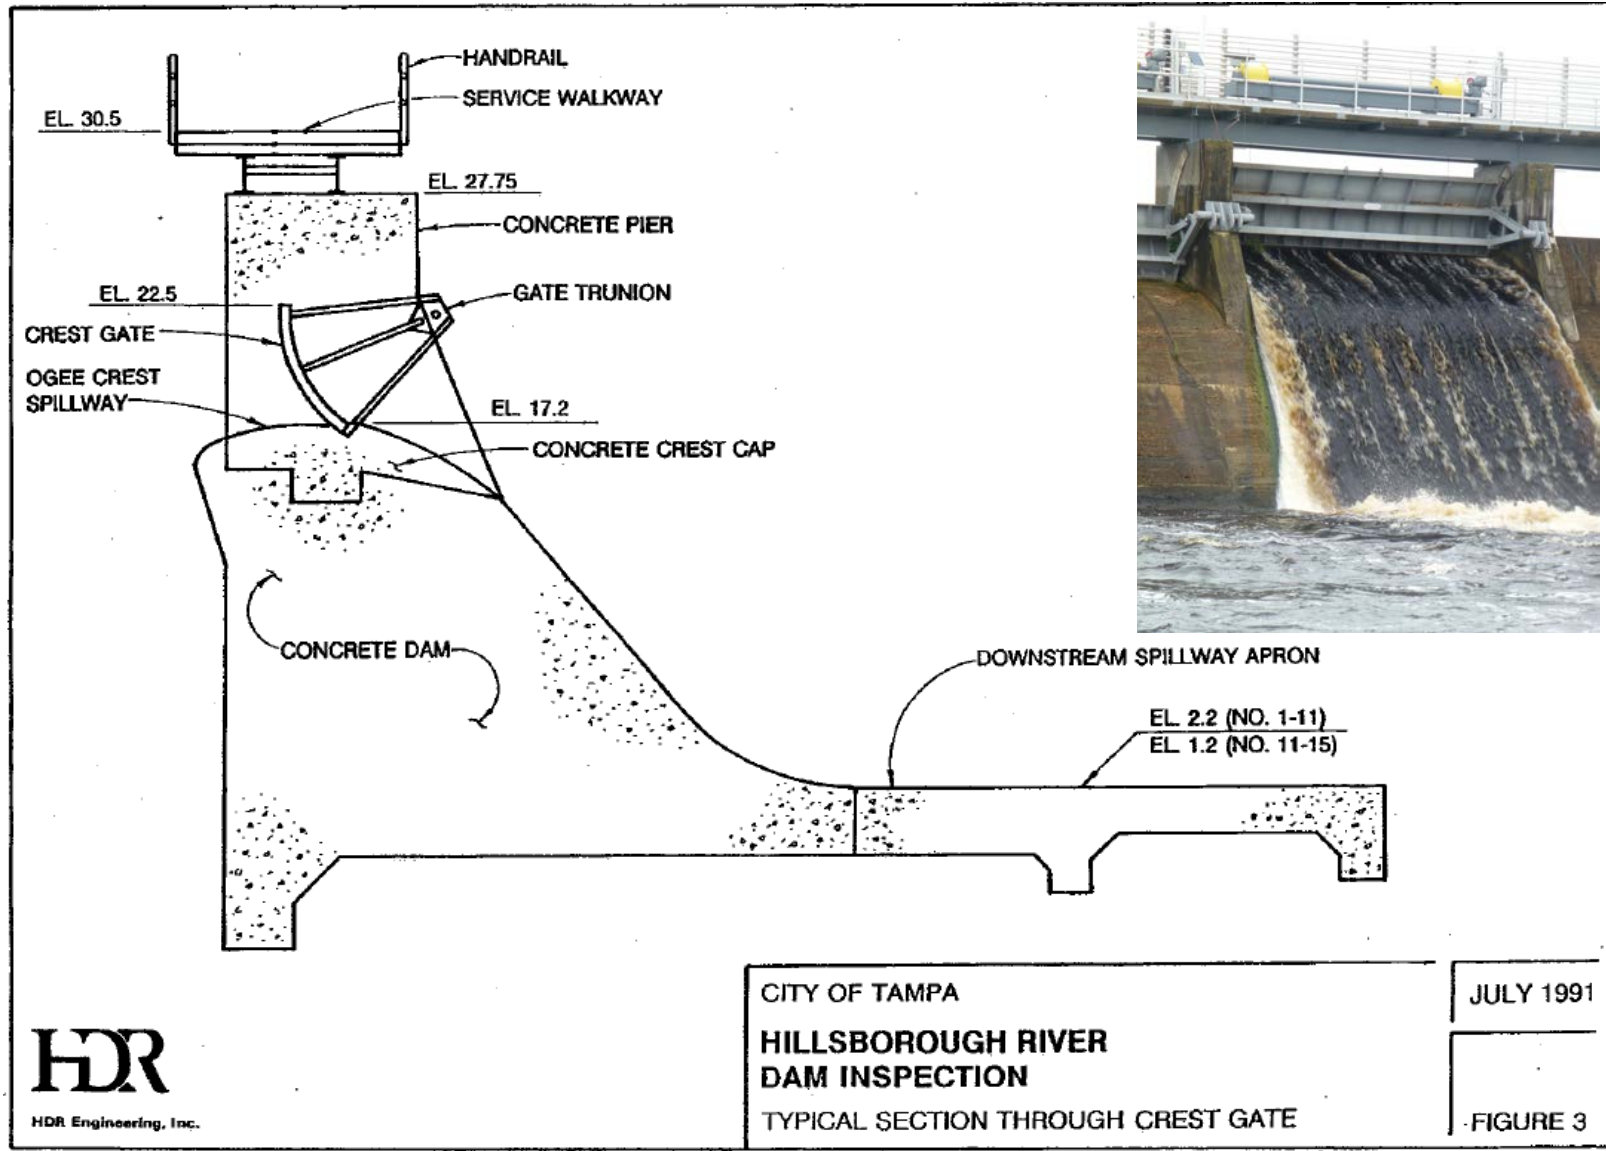 HANDRAIL
SERVICE WALKWAY
EL. 30.5
EL. 27.75
CONCRETE PIER
EL. 22.5
GATE TRUNION
CREST GATE
OGEE CREST
SPILLWAY
EL. 17.2
CONCRETE CREST CAP
CONCRETE DAM
DOWNSTREAM SPILLWAY APRON
EL. 2.2 (NO. 1-11)
EL. 1.2 (NO. 11-15)
CITY OF TAMPA
JULY 1991
HILLSBOROUGH RIVER
DAM INSPECTION
TYPICAL SECTION THROUGH CREST GATE
FIGURE 3
HDR
HDR Engineering, Inc.